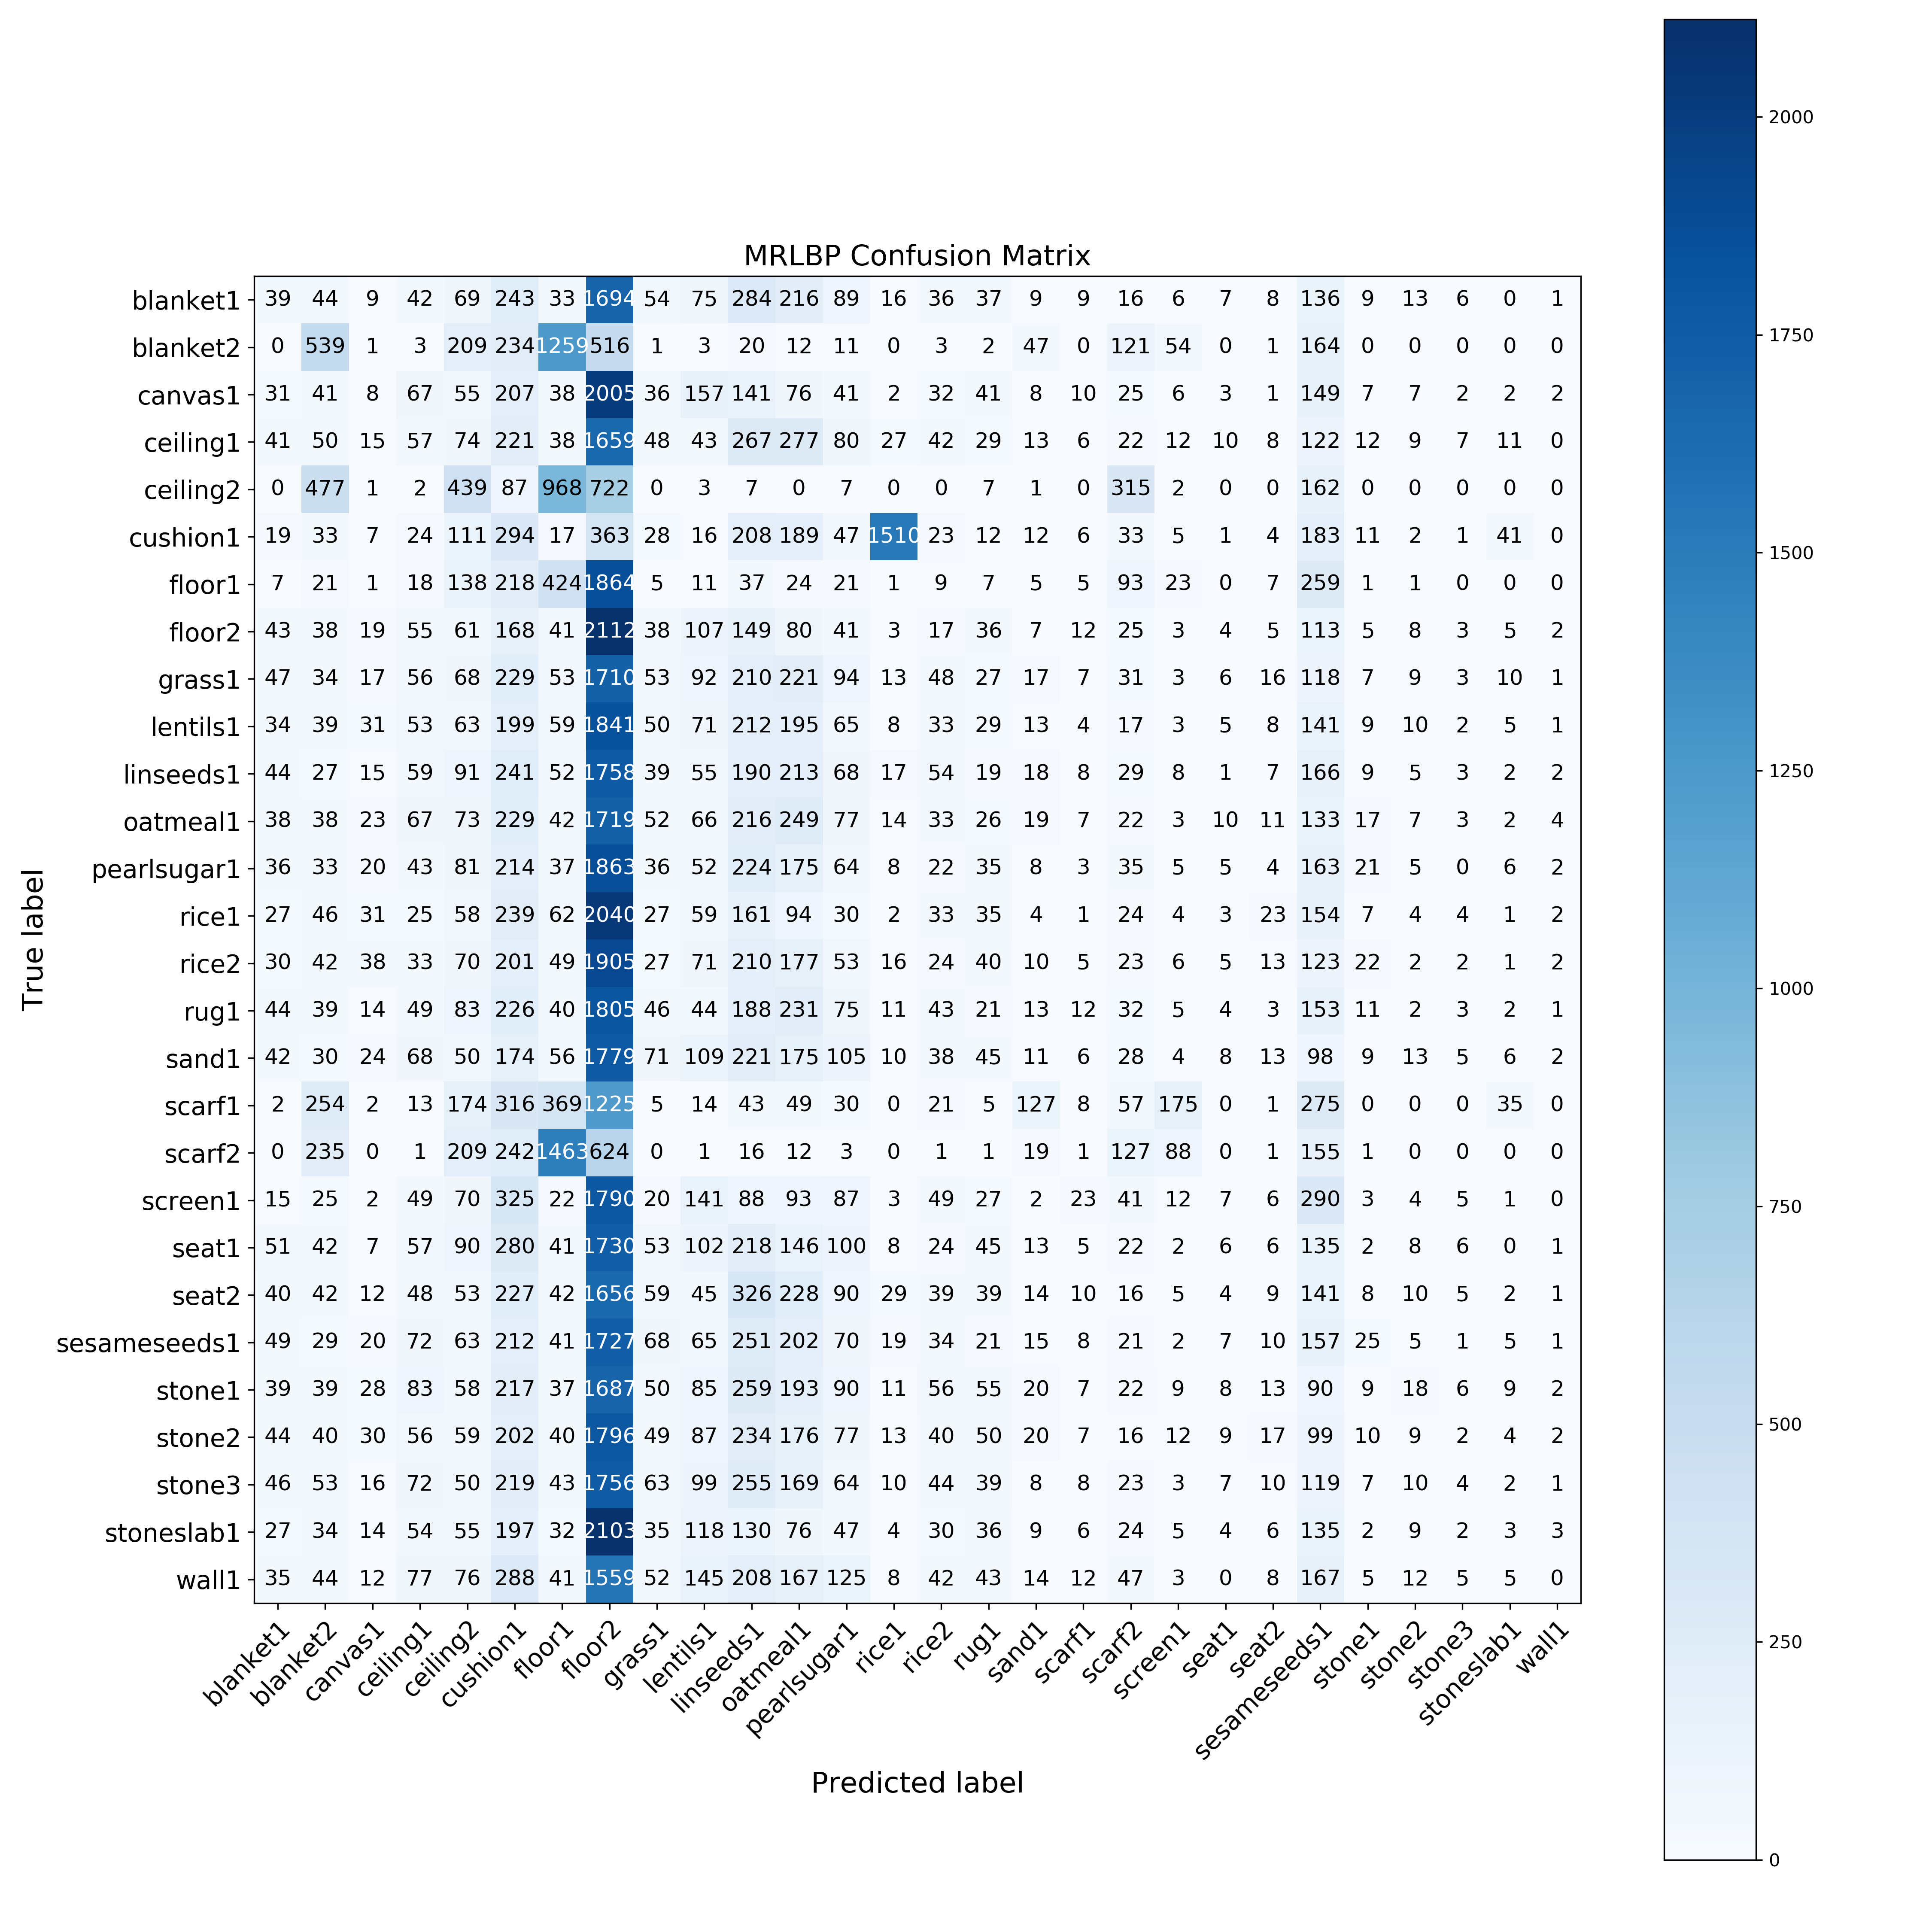 MRLBP Confusion Matrix
blanket1 39 44 9 42 69 243 33 1694 54 75 284 216 89 16 36 37 9 9 16 6 7 8 136 9 13 6 0 1
blanket2 0 539 1 3 209 234 1259 516 1 3 20 12 11 0 3 2 47 0 121 54 0 1 164 0 0 0 0 0
canvas1 31 41 8 67 55 207 38 2005 36 157 141 76 41 2 32 41 8 10 25 6 3 1 149 7 7 2 2 2
ceiling1 41 50 15 57 74 221 38 1659 48 43 267 277 80 27 42 29 13 6 22 12 10 8 122 12 9 7 11 0
ceiling2 0 477 1 2 439 87 968 722 0 3 7 0 7 0 0 7 1 0 315 2 0 0 162 0 0 0 0 0
cushion1 19 33 7 24 111 294 17 363 28 16 208 189 47 1510 23 12 12 6 33 5 1 4 183 11 2 1 41 0
floor1 7 21 1 18 138 218 424 1864 5 11 37 24 21 1 9 7 5 5 93 23 0 7 259 1 1 0 0 0
floor2 43 38 19 55 61 168 41 2112 38 107 149 80 41 3 17 36 7 12 25 3 4 5 113 5 8 3 5 2
grass1 47 34 17 56 68 229 53 1710 53 92 210 221 94 13 48 27 17 7 31 3 6 16 118 7 9 3 10 1
lentils1 34 39 31 53 63 199 59 1841 50 71 212 195 65 8 33 29 13 4 17 3 5 8 141 9 10 2 5 1
linseeds1 44 27 15 59 91 241 52 1758 39 55 190 213 68 17 54 19 18 8 29 8 1 7 166 9 5 3 2 2
oatmeal1 38 38 23 67 73 229 42 1719 52 66 216 249 77 14 33 26 19 7 22 3 10 11 133 17 7 3 2 4
pearlsugar1 36 33 20 43 81 214 37 1863 36 52 224 175 64 8 22 35 8 3 35 5 5 4 163 21 5 0 6 2
rice1 27 46 31 25 58 239 62 2040 27 59 161 94 30 2 33 35 4 1 24 4 3 23 154 7 4 4 1 2
rice2 30 42 38 33 70 201 49 1905 27 71 210 177 53 16 24 40 10 5 23 6 5 13 123 22 2 2 1 2
rug1 44 39 14 49 83 226 40 1805 46 44 188 231 75 11 43 21 13 12 32 5 4 3 153 11 2 3 2 1
sand1 42 30 24 68 50 174 56 1779 71 109 221 175 105 10 38 45 11 6 28 4 8 13 98 9 13 5 6 2
scarf1 2 254 2 13 174 316 369 1225 5 14 43 49 30 0 21 5 127 8 57 175 0 1 275 0 0 0 35 0
scarf2 0 235 0 1 209 242 1463 624 0 1 16 12 3 0 1 1 19 1 127 88 0 1 155 1 0 0 0 0
screen1 15 25 2 49 70 325 22 1790 20 141 88 93 87 3 49 27 2 23 41 12 7 6 290 3 4 5 1 0
seat1 51 42 7 57 90 280 41 1730 53 102 218 146 100 8 24 45 13 5 22 2 6 6 135 2 8 6 0 1
seat2 40 42 12 48 53 227 42 1656 59 45 326 228 90 29 39 39 14 10 16 5 4 9 141 8 10 5 2 1
sesameseeds1 49 29 20 72 63 212 41 1727 68 65 251 202 70 19 34 21 15 8 21 2 7 10 157 25 5 1 5 1
stone1 39 39 28 83 58 217 37 1687 50 85 259 193 90 11 56 55 20 7 22 9 8 13 90 9 18 6 9 2
stone2 44 40 30 56 59 202 40 1796 49 87 234 176 77 13 40 50 20 7 16 12 9 17 99 10 9 2 4 2
stone3 46 53 16 72 50 219 43 1756 63 99 255 169 64 10 44 39 8 8 23 3 7 10 119 7 10 4 2 1
stoneslab1 27 34 14 54 55 197 32 2103 35 118 130 76 47 4 30 36 9 6 24 5 4 6 135 2 9 2 3 3
wall1 35 44 12 77 76 288 41 1559 52 145 208 167 125 8 42 43 14 12 47 3 0 8 167 5 12 5 5 0
True label
blanket1 blanket2 canvas1 ceiling1 ceiling2 cushion1 floor1 floor2 grass1 lentils1 linseeds1 oatmeal1 pearlsugar1 rice1 rice2 rug1 sand1 scarf1 scarf2 screen1 seat1 seat2 sesameseeds1 stone1 stone2 stone3 stoneslab1 wall1
Predicted label
2000
1750
1500
1250
1000
750
500
250
0